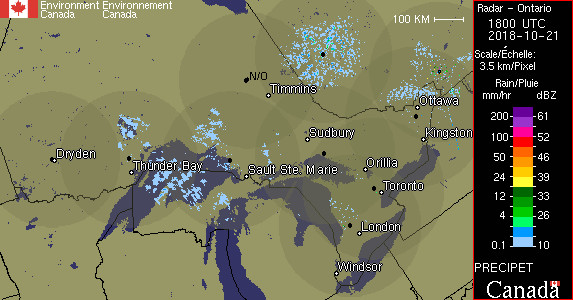 Environment Environnement
Canada Canada
100 KM
N/O
Timmins
Ottawa
Sudbury
Kingston
Dryden
Thunder Bay
Sault Ste. Marie
Orillia
Toronto
London
Windsor
Radar - Ontario
1800 UTC
2018-10-21
Scale/Échelle:
3.5 km/Pixel
Rain/Pluie
mm/hr dBZ
200 61
100 52
50 46
24 39
12 33
4 26
1 20
0.1 10
PRECIPET
Canada